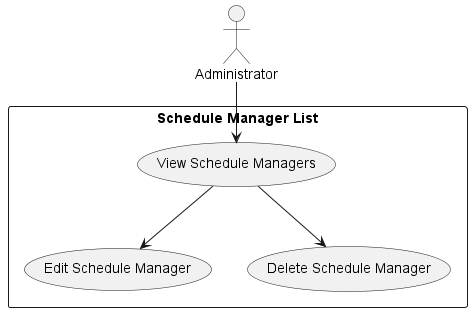 Administrator
Schedule Manager List
View Schedule Managers
Edit Schedule Manager
Delete Schedule Manager